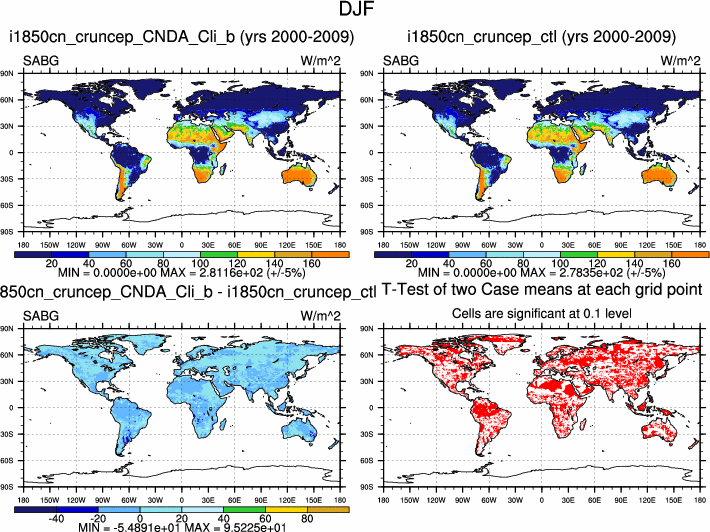 DJF
i1850cn_cruncep_CNDA_Cli_b (yrs 2000-2009)
i1850cn_cruncep_ctl (yrs 2000-2009)
SABG W/m^2
SABG W/m^2
90N
60N
30N
0
30S
60S
90S
180 150W 120W 90W 60W 30W 0 30E 60E 90E 120E 150E 180
20 40 60 80 100 120 140 160
MIN = 0.0000e+00 MAX = 2.8116e+02 (+/-5%)
90N
60N
30N
0
30S
60S
90S
180 150W 120W 90W 60W 30W 0 30E 60E 90E 120E 150E 180
20 40 60 80 100 120 140 160
MIN = 0.0000e+00 MAX = 2.7835e+02 (+/-5%)
850cn_cruncep_CNDA_Cli_b - i1850cn_cruncep_ctl
SABG W/m^2
90N
60N
30N
0
30S
60S
90S
180 150W 120W 90W 60W 30W 0 30E 60E 90E 120E 150E 180
-40 -20 0 20 40 60 80
MIN = -5.4891e+01 MAX = 9.5225e+01
T-Test of two Case means at each grid point
Cells are significant at 0.1 level
90N
60N
30N
0
30S
60S
90S
180 150W 120W 90W 60W 30W 0 30E 60E 90E 120E 150E 180